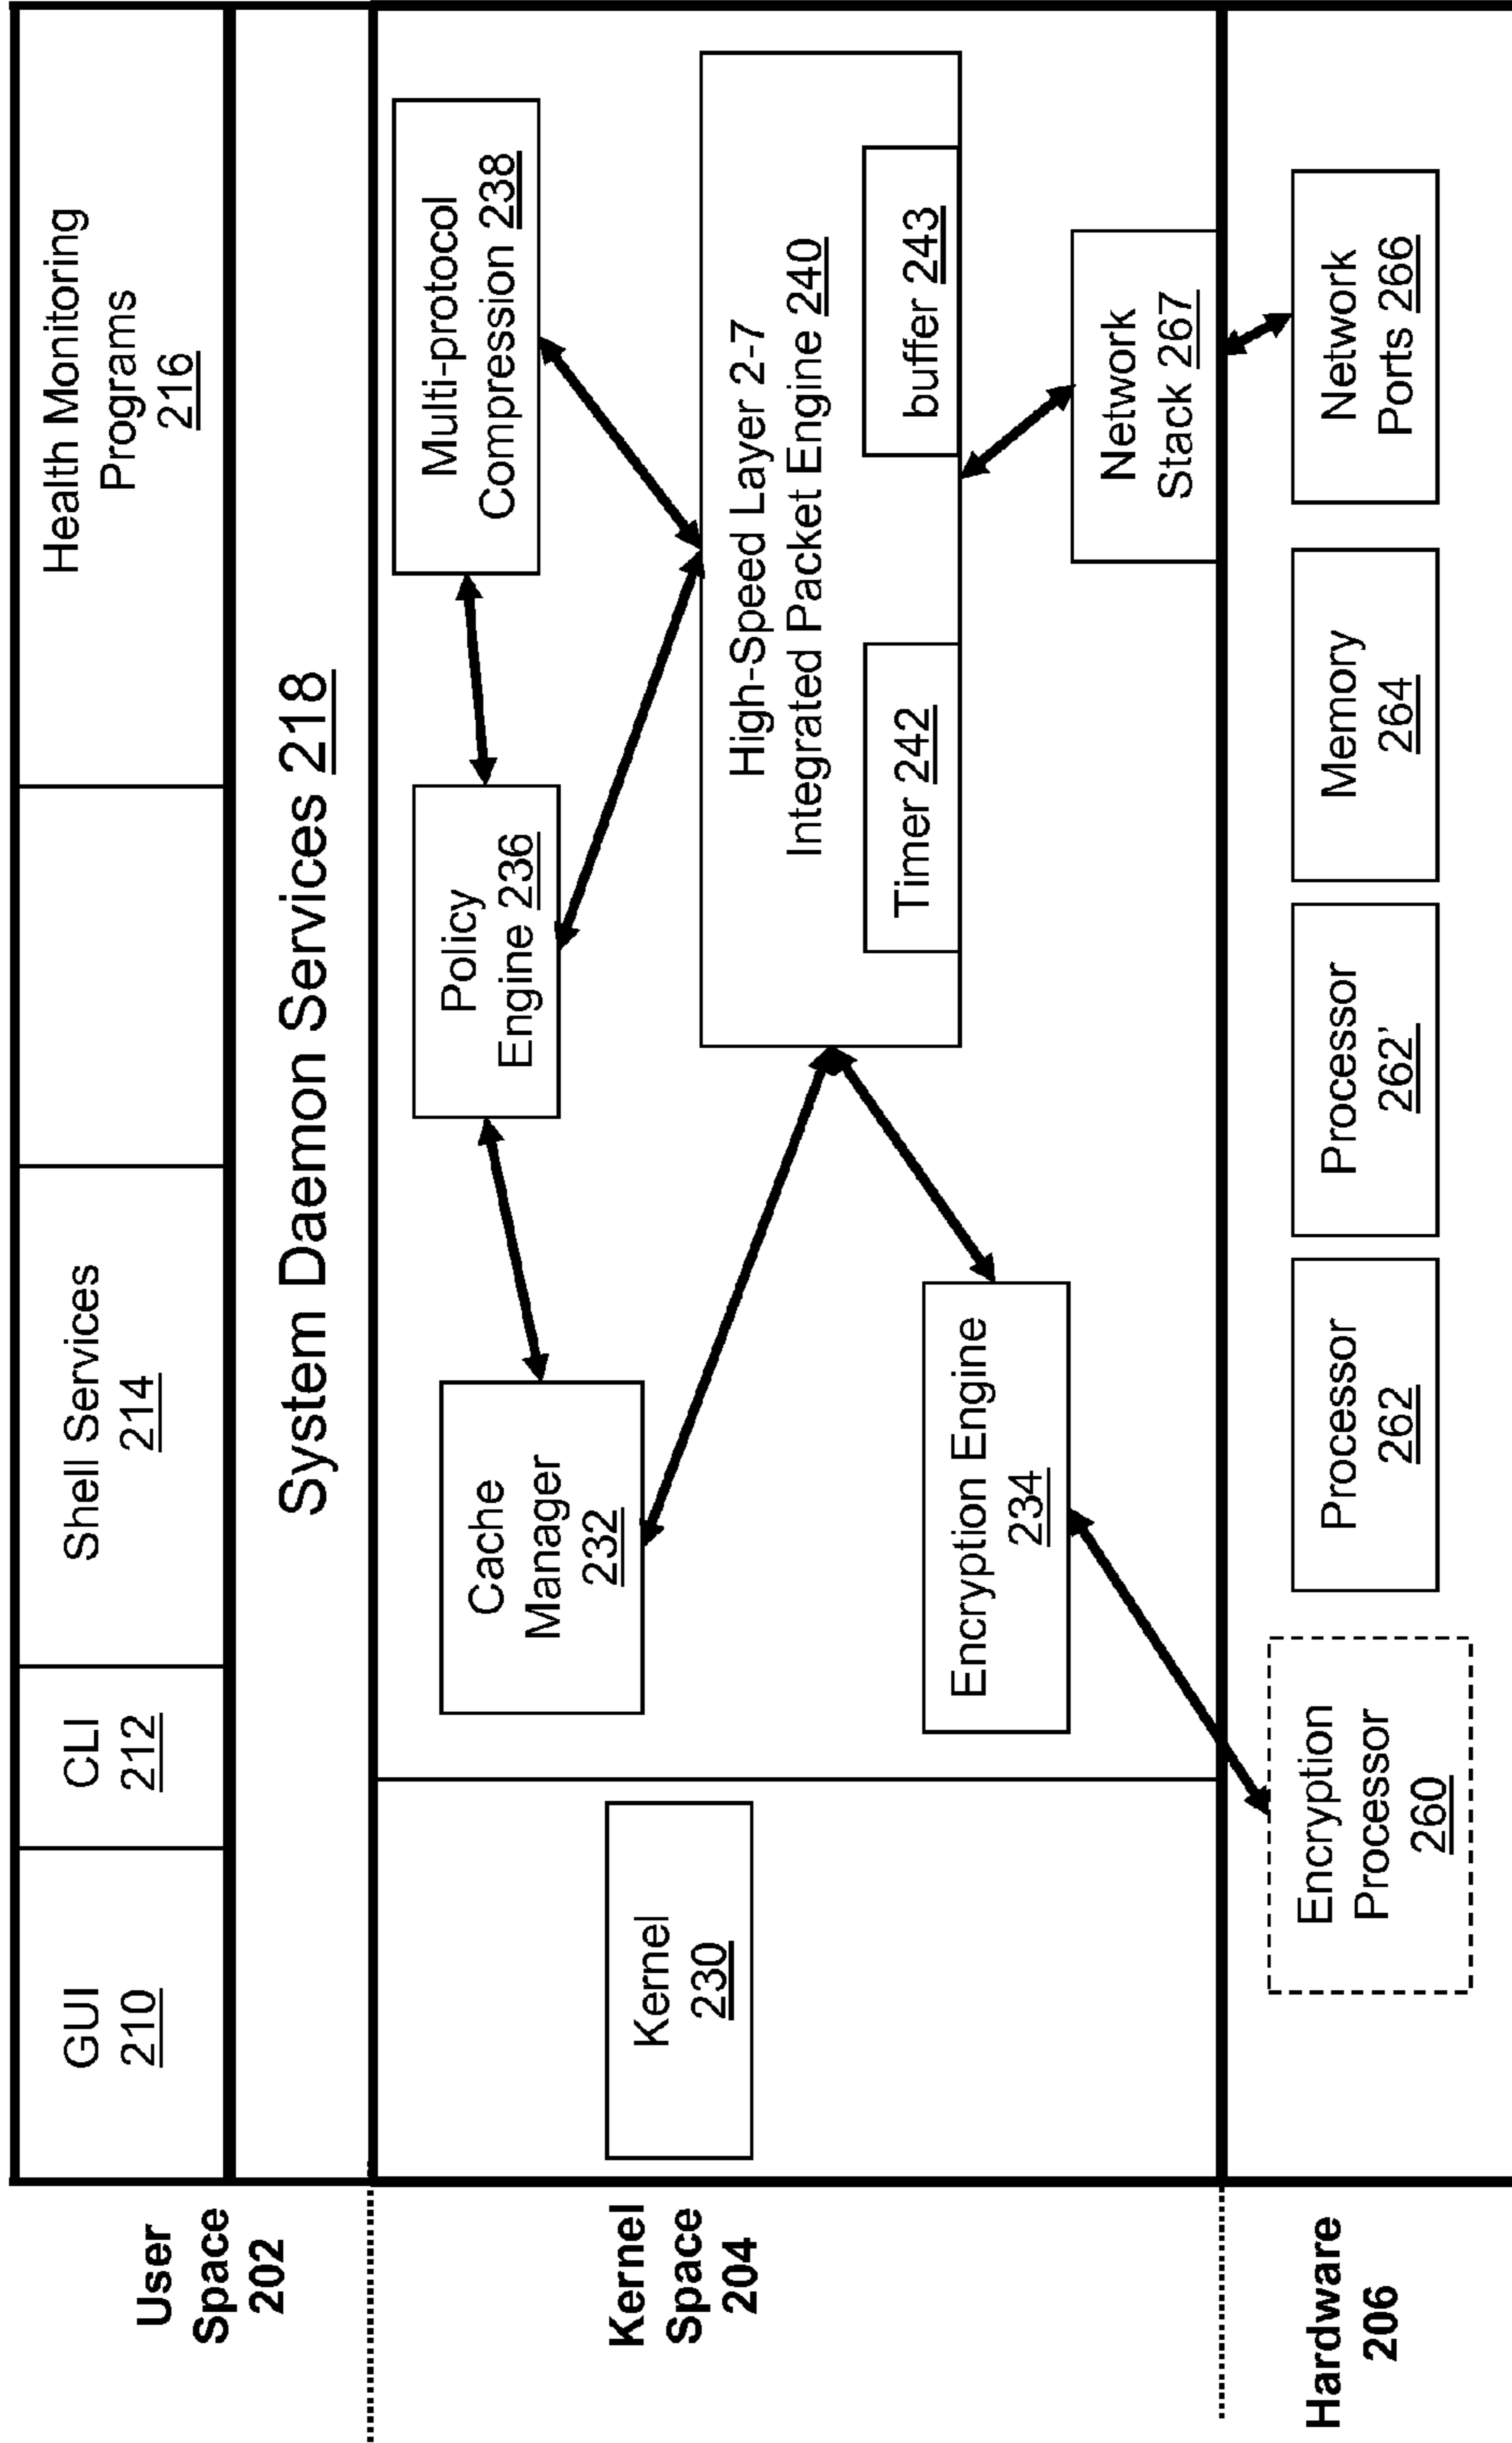 User
Space
202
GUI
210
CLI
212
Shell Services
214
Health Monitoring
Programs
216
System Daemon Services 218
Kernel
Space
204
Kernel
230
Cache
Manager
232
Policy
Engine 236
Multi-protocol
Compression 238
High-Speed Layer 2-7
Integrated Packet Engine 240
Timer 242
buffer 243
Encryption Engine
234
Network
Stack 267
Hardware
206
Encryption
Processor
260
Processor
262
Processor
262’
Memory
264
Network
Ports 266